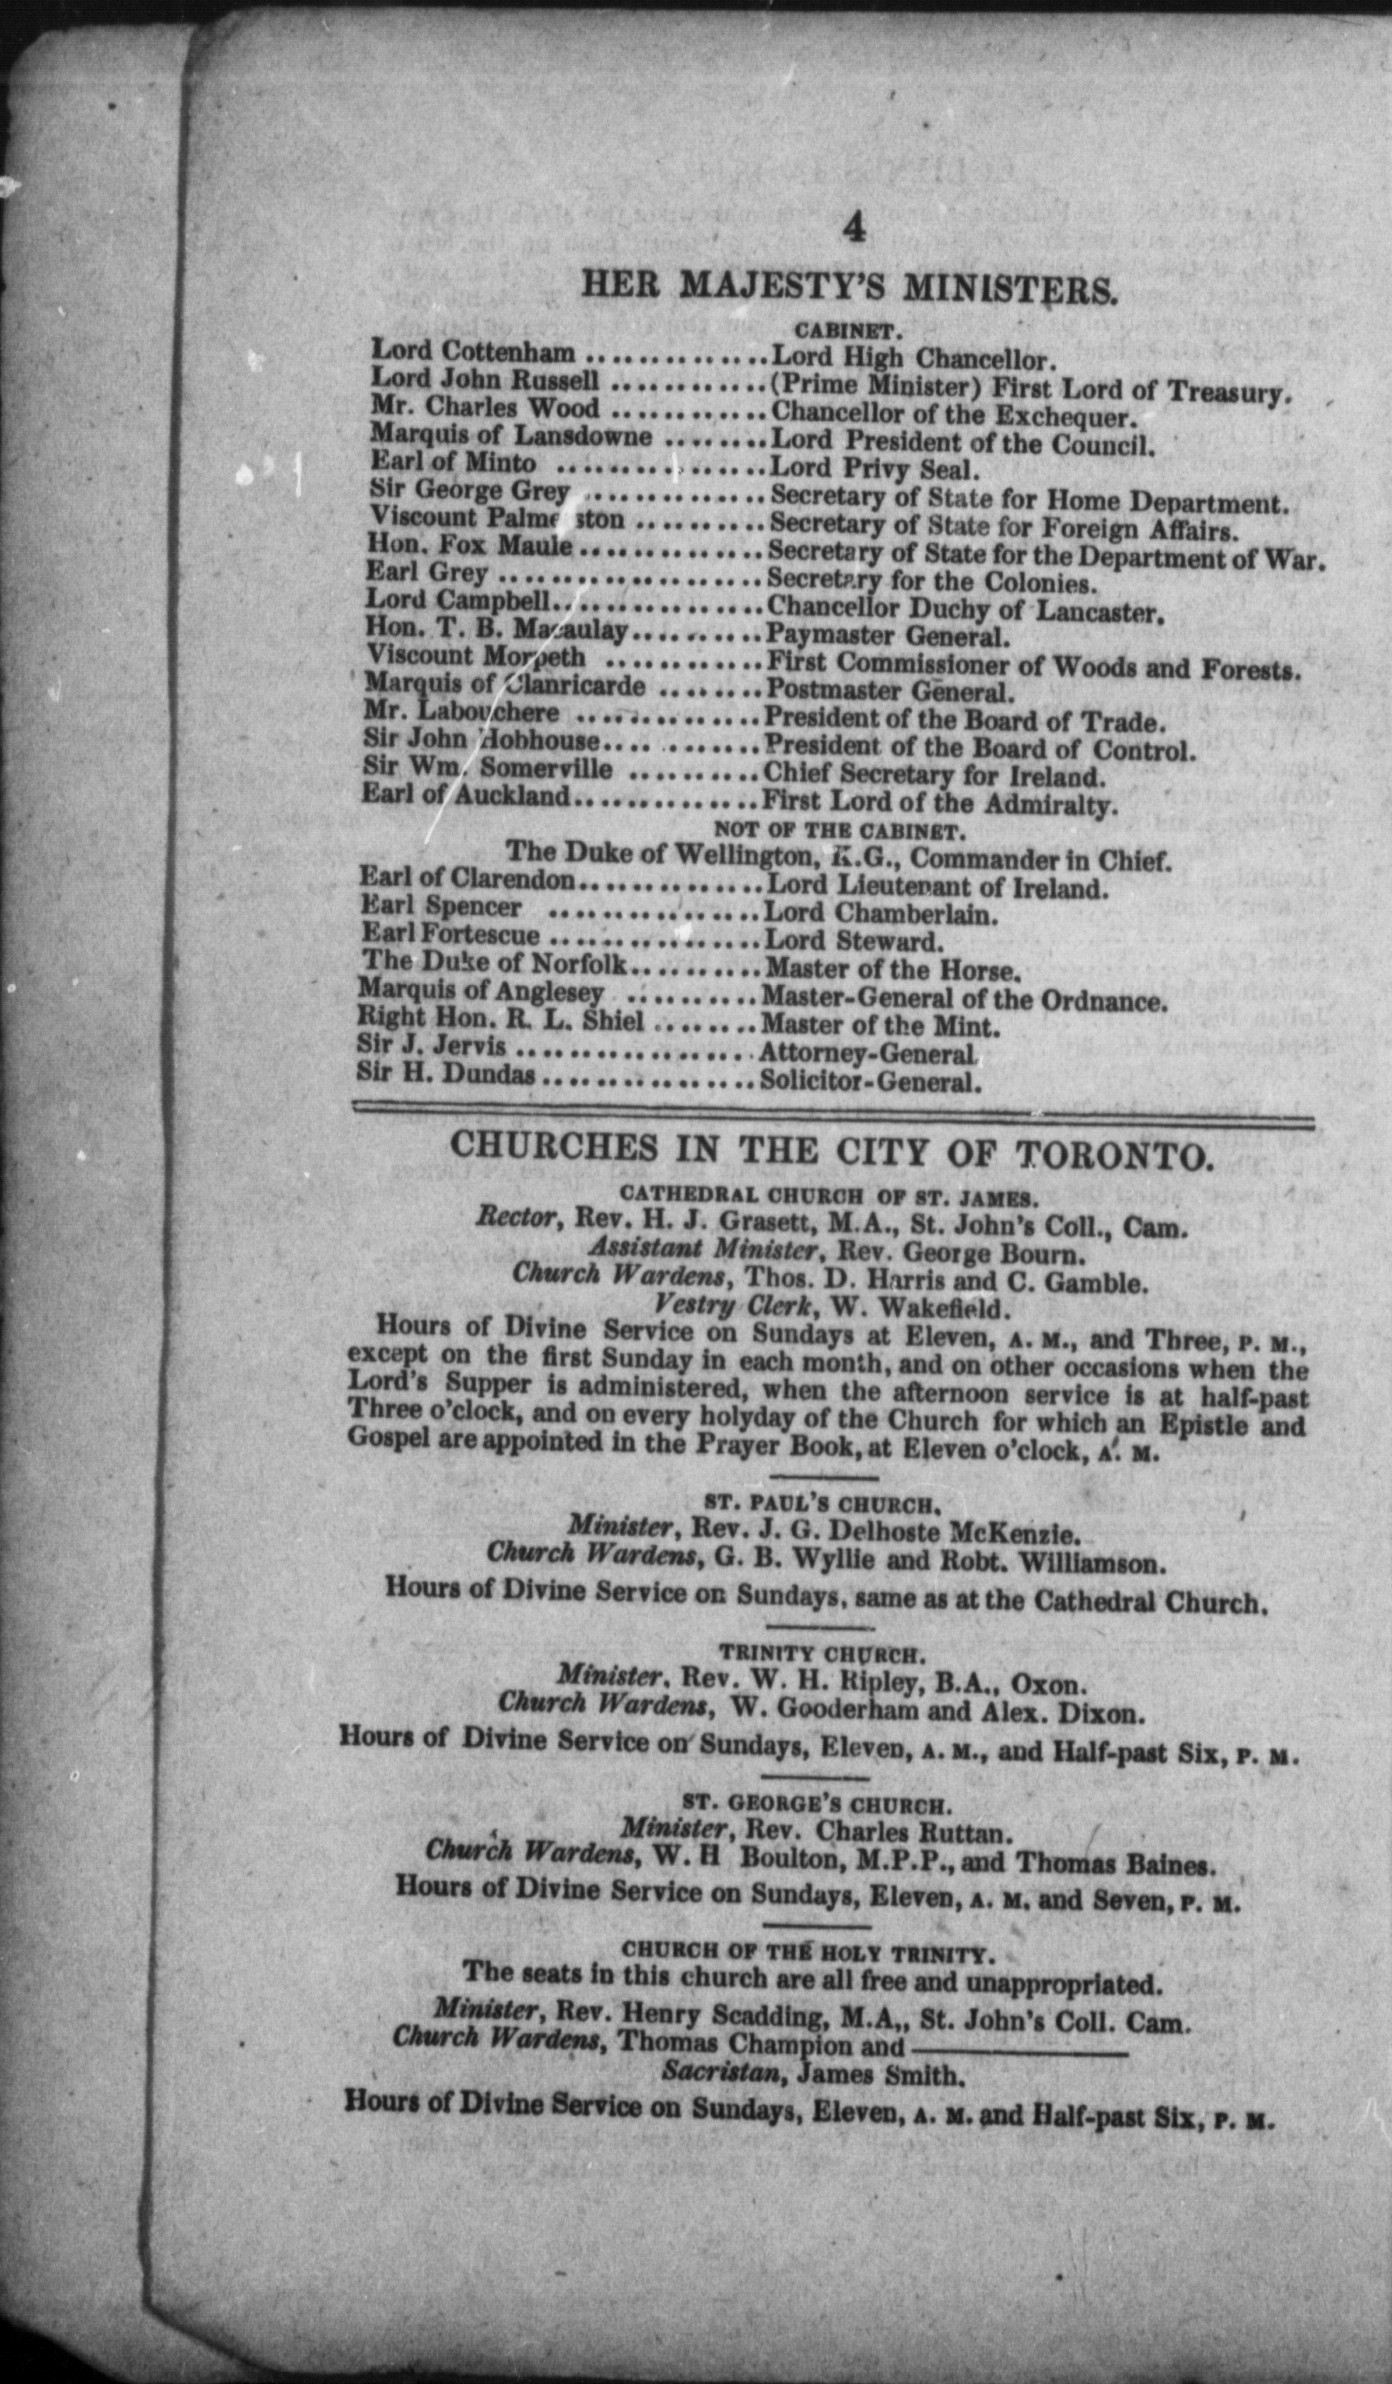 4
HER MAJESTY'S MINISTERS.
CABINET.
Lord Cottenham ..............Lord High Chancellor.
Lord John Russell ............(Prime Minister) First Lord of Treasury.
Mr. Charles Wood ............Chancellor of the Exchequer.
Marquis of Lansdowne ........Lord President of the Council.
Earl of Minto ................Lord Privy Seal.
Sir George Grey ..............Secretary of State for Home Department.
Viscount Palmerston ..........Secretary of State for Foreign Affairs.
Hon. Fox Maule..............Secretary of State for the Department of War.
Earl Grey ....................Secretary for the Colonies.
Lord Campbell................Chancellor Duchy of Lancaster.
Hon. T. B. Macaulay..........Paymaster General.
Viscount Morpeth ............First Commissioner of Woods and Forests.
Marquis of Clanricarde ........Postmaster General.
Mr. Labouchere ..............President of the Board of Trade.
Sir John Hobhouse............President of the Board of Control.
Sir Wm. Somerville ..........Chief Secretary for Ireland.
Earl of Auckland..............First Lord of the Admiralty.
NOT OF THE CABINET.
The Duke of Wellington, K.G., Commander in Chief.
Earl of Clarendon..............Lord Lieutenant of Ireland.
Earl Spencer ................Lord Chamberlain.
Earl Fortescue ................Lord Steward.
The Duke of Norfolk..........Master of the Horse.
Marquis of Anglesey ..........Master-General of the Ordnance.
Right Hon. R. L. Shiel ........Master of the Mint.
Sir J. Jervis ..................Attorney-General
Sir H. Dundas................Solicitor-General.
CHURCHES IN THE CITY OF TORONTO.
CATHEDRAL CHURCH OF ST. JAMES.
Rector, Rev. H. J. Grasett, M.A., St. John's Coll., Cam.
Assistant Minister, Rev. George Bourn.
Church Wardens, Thos. D. Harris and C. Gamble.
Vestry Clerk, W. Wakefield.
Hours of Divine Service on Sundays at Eleven, A. M., and Three, P. M.,
except on the first Sunday in each month, and on other occasions when the
Lord's Supper is administered, when the afternoon service is at half-past
Three o'clock, and on every holyday of the Church for which an Epistle and
Gospel are appointed in the Prayer Book, at Eleven o'clock, A. M.
ST. PAUL'S CHURCH.
Minister, Rev. J. G. Delhoste McKenzie.
Church Wardens, G. B. Wyllie and Robt. Williamson.
Hours of Divine Service on Sundays, same as at the Cathedral Church.
TRINITY CHURCH.
Minister, Rev. W. H. Ripley, B.A., Oxon.
Church Wardens, W. Gooderham and Alex. Dixon.
Hours of Divine Service on Sundays, Eleven, A. M., and Half-past Six, P. M.
ST. GEORGE'S CHURCH.
Minister, Rev. Charles Ruttan.
Church Wardens, W. H Boulton, M.P.P., and Thomas Baines.
Hours of Divine Service on Sundays, Eleven, A. M. and Seven, P. M.
CHURCH OF THE HOLY TRINITY.
The seats in this church are all free and unappropriated.
Minister, Rev. Henry Scadding, M.A,, St. John's Coll. Cam.
Church Wardens, Thomas Champion and ————
Sacristan, James Smith.
Hours of Divine Service on Sundays, Eleven, A. M. and Half-past Six, P. M.